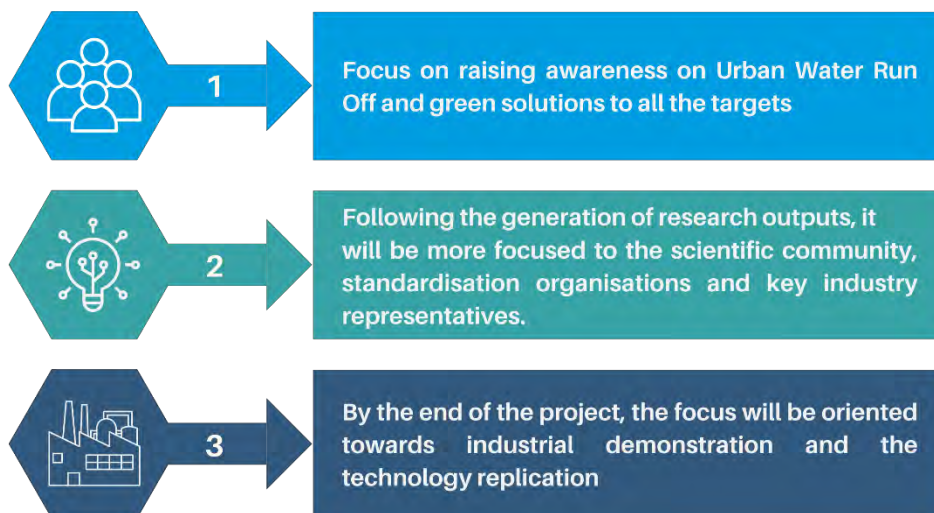 1
Focus on raising awareness on Urban Water Run
Off and green solutions to all the targets
2
Following the generation of research outputs, it
will be more focused to the scientific community,
standardisation organisations and key industry
representatives.
3
By the end of the project, the focus will be oriented
towards industrial demonstration and the
technology replication